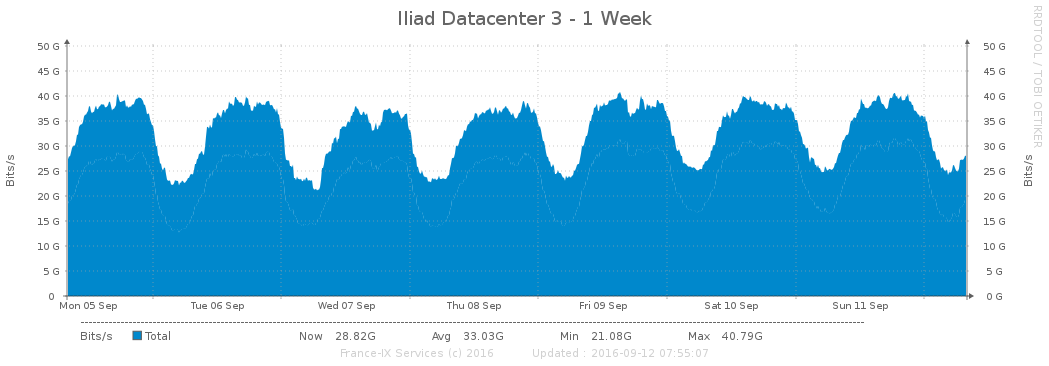 Iliad Datacenter 3 - 1 Week
RRDTOOL / TOBI OETIKER
Bits/s
50 G 50 G
45 G 45 G
40 G 40 G
35 G 35 G
30 G 30 G
25 G 25 G
20 G 20 G
15 G 15 G
10 G 10 G
5 G 5 G
0 0 G
Bits/s
Mon 05 Sep Tue 06 Sep Wed 07 Sep Thu 08 Sep Fri 09 Sep Sat 10 Sep Sun 11 Sep
Bits/s Total Now 28.82G Avg 33.03G Min 21.08G Max 40.79G
France-IX Services (c) 2016 Updated : 2016-09-12 07:55:07